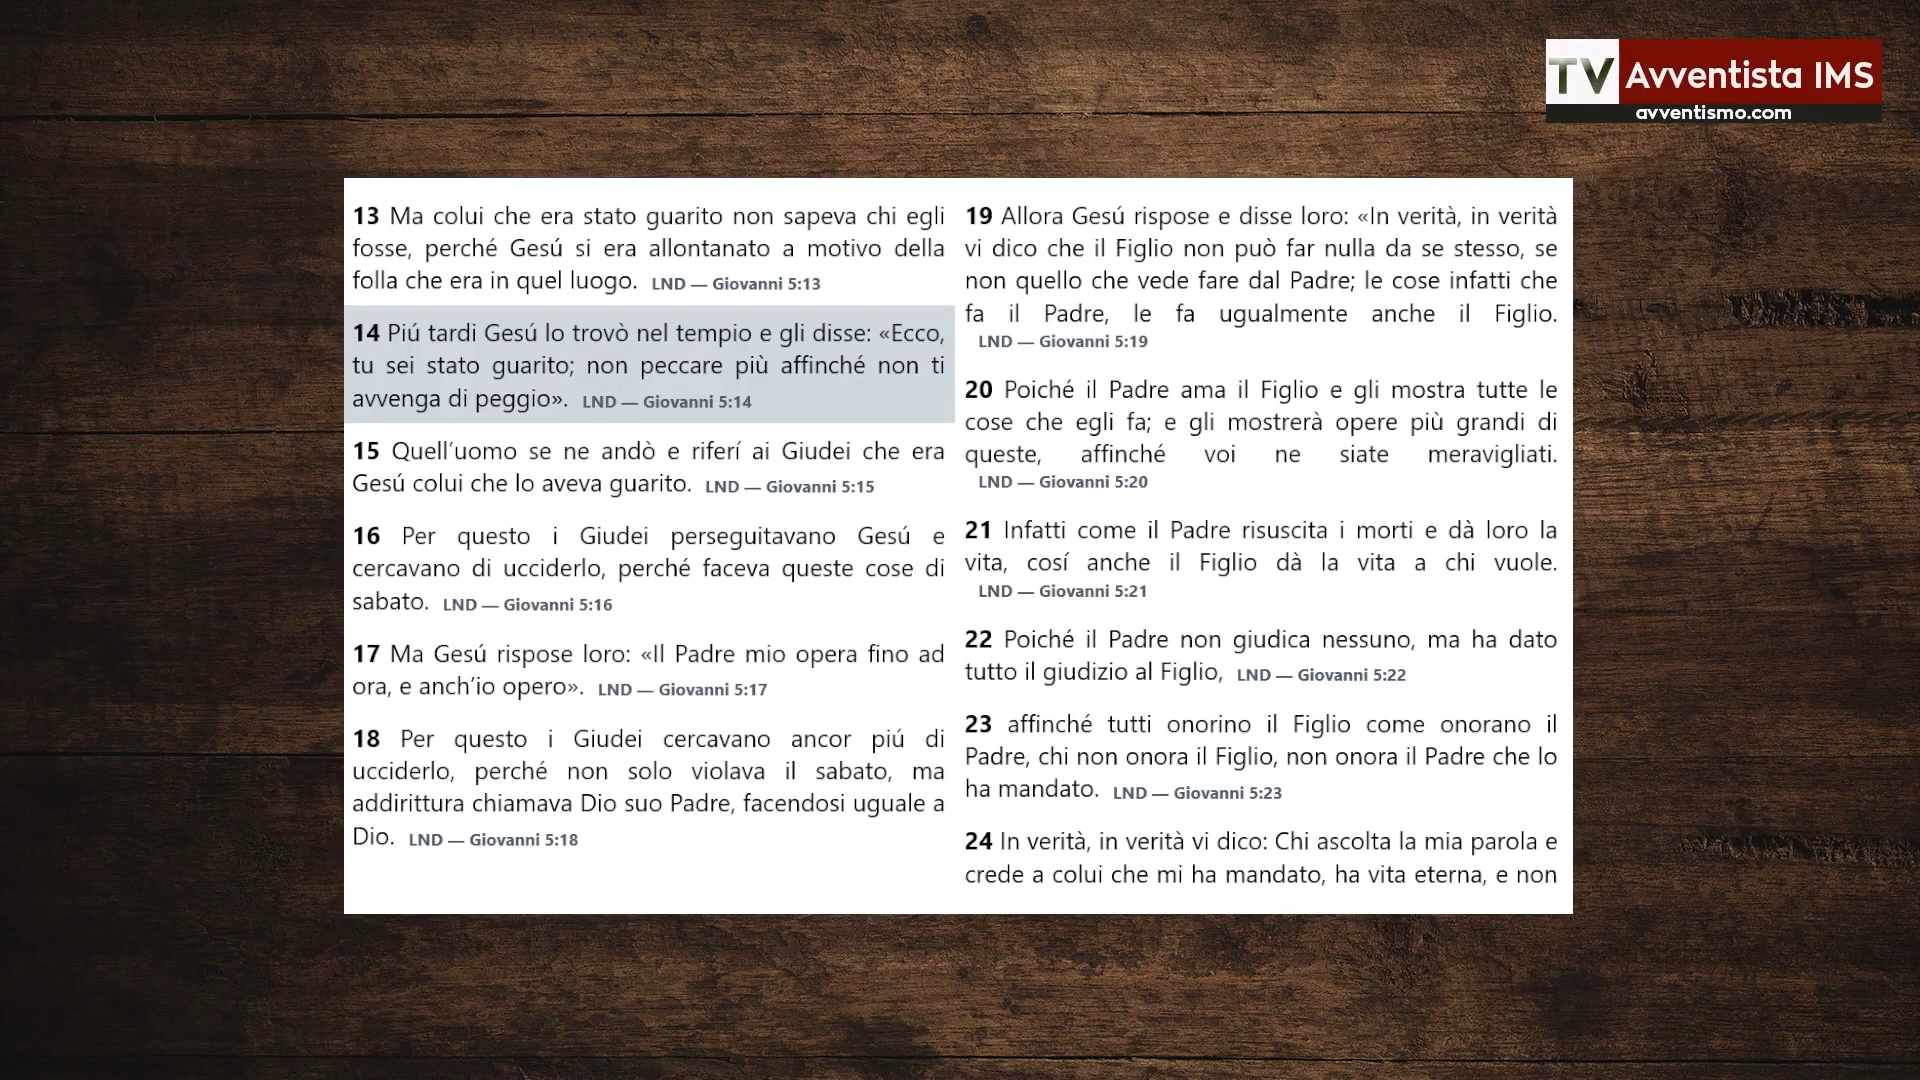 TV Avventista IMS
avventismo.com
13 Ma colui che era stato guarito non sapeva chi egli
fosse, perché Gesú si era allontanato a motivo della
folla che era in quel luogo. LND — Giovanni 5:13
14 Piú tardi Gesú lo trovò nel tempio e gli disse: «Ecco,
tu sei stato guarito; non peccare più affinché non ti
avvenga di peggio». LND — Giovanni 5:14
15 Quell’uomo se ne andò e riferí ai Giudei che era
Gesú colui che lo aveva guarito. LND — Giovanni 5:15
16 Per questo i Giudei perseguitavano Gesú e
cercavano di ucciderlo, perché faceva queste cose di
sabato. LND — Giovanni 5:16
17 Ma Gesú rispose loro: «Il Padre mio opera fino ad
ora, e anch’io opero». LND — Giovanni 5:17
18 Per questo i Giudei cercavano ancor piú di
ucciderlo, perché non solo violava il sabato, ma
addirittura chiamava Dio suo Padre, facendosi uguale a
Dio. LND — Giovanni 5:18
19 Allora Gesú rispose e disse loro: «In verità, in verità
vi dico che il Figlio non può far nulla da se stesso, se
non quello che vede fare dal Padre; le cose infatti che
fa il Padre, le fa ugualmente anche il Figlio.
LND — Giovanni 5:19
20 Poiché il Padre ama il Figlio e gli mostra tutte le
cose che egli fa; e gli mostrerà opere più grandi di
queste, affinché voi ne siate meravigliati.
LND — Giovanni 5:20
21 Infatti come il Padre risuscita i morti e dà loro la
vita, cosí anche il Figlio dà la vita a chi vuole.
LND — Giovanni 5:21
22 Poiché il Padre non giudica nessuno, ma ha dato
tutto il giudizio al Figlio, LND — Giovanni 5:22
23 affinché tutti onorino il Figlio come onorano il
Padre, chi non onora il Figlio, non onora il Padre che lo
ha mandato. LND — Giovanni 5:23
24 In verità, in verità vi dico: Chi ascolta la mia parola e
crede a colui che mi ha mandato, ha vita eterna, e non